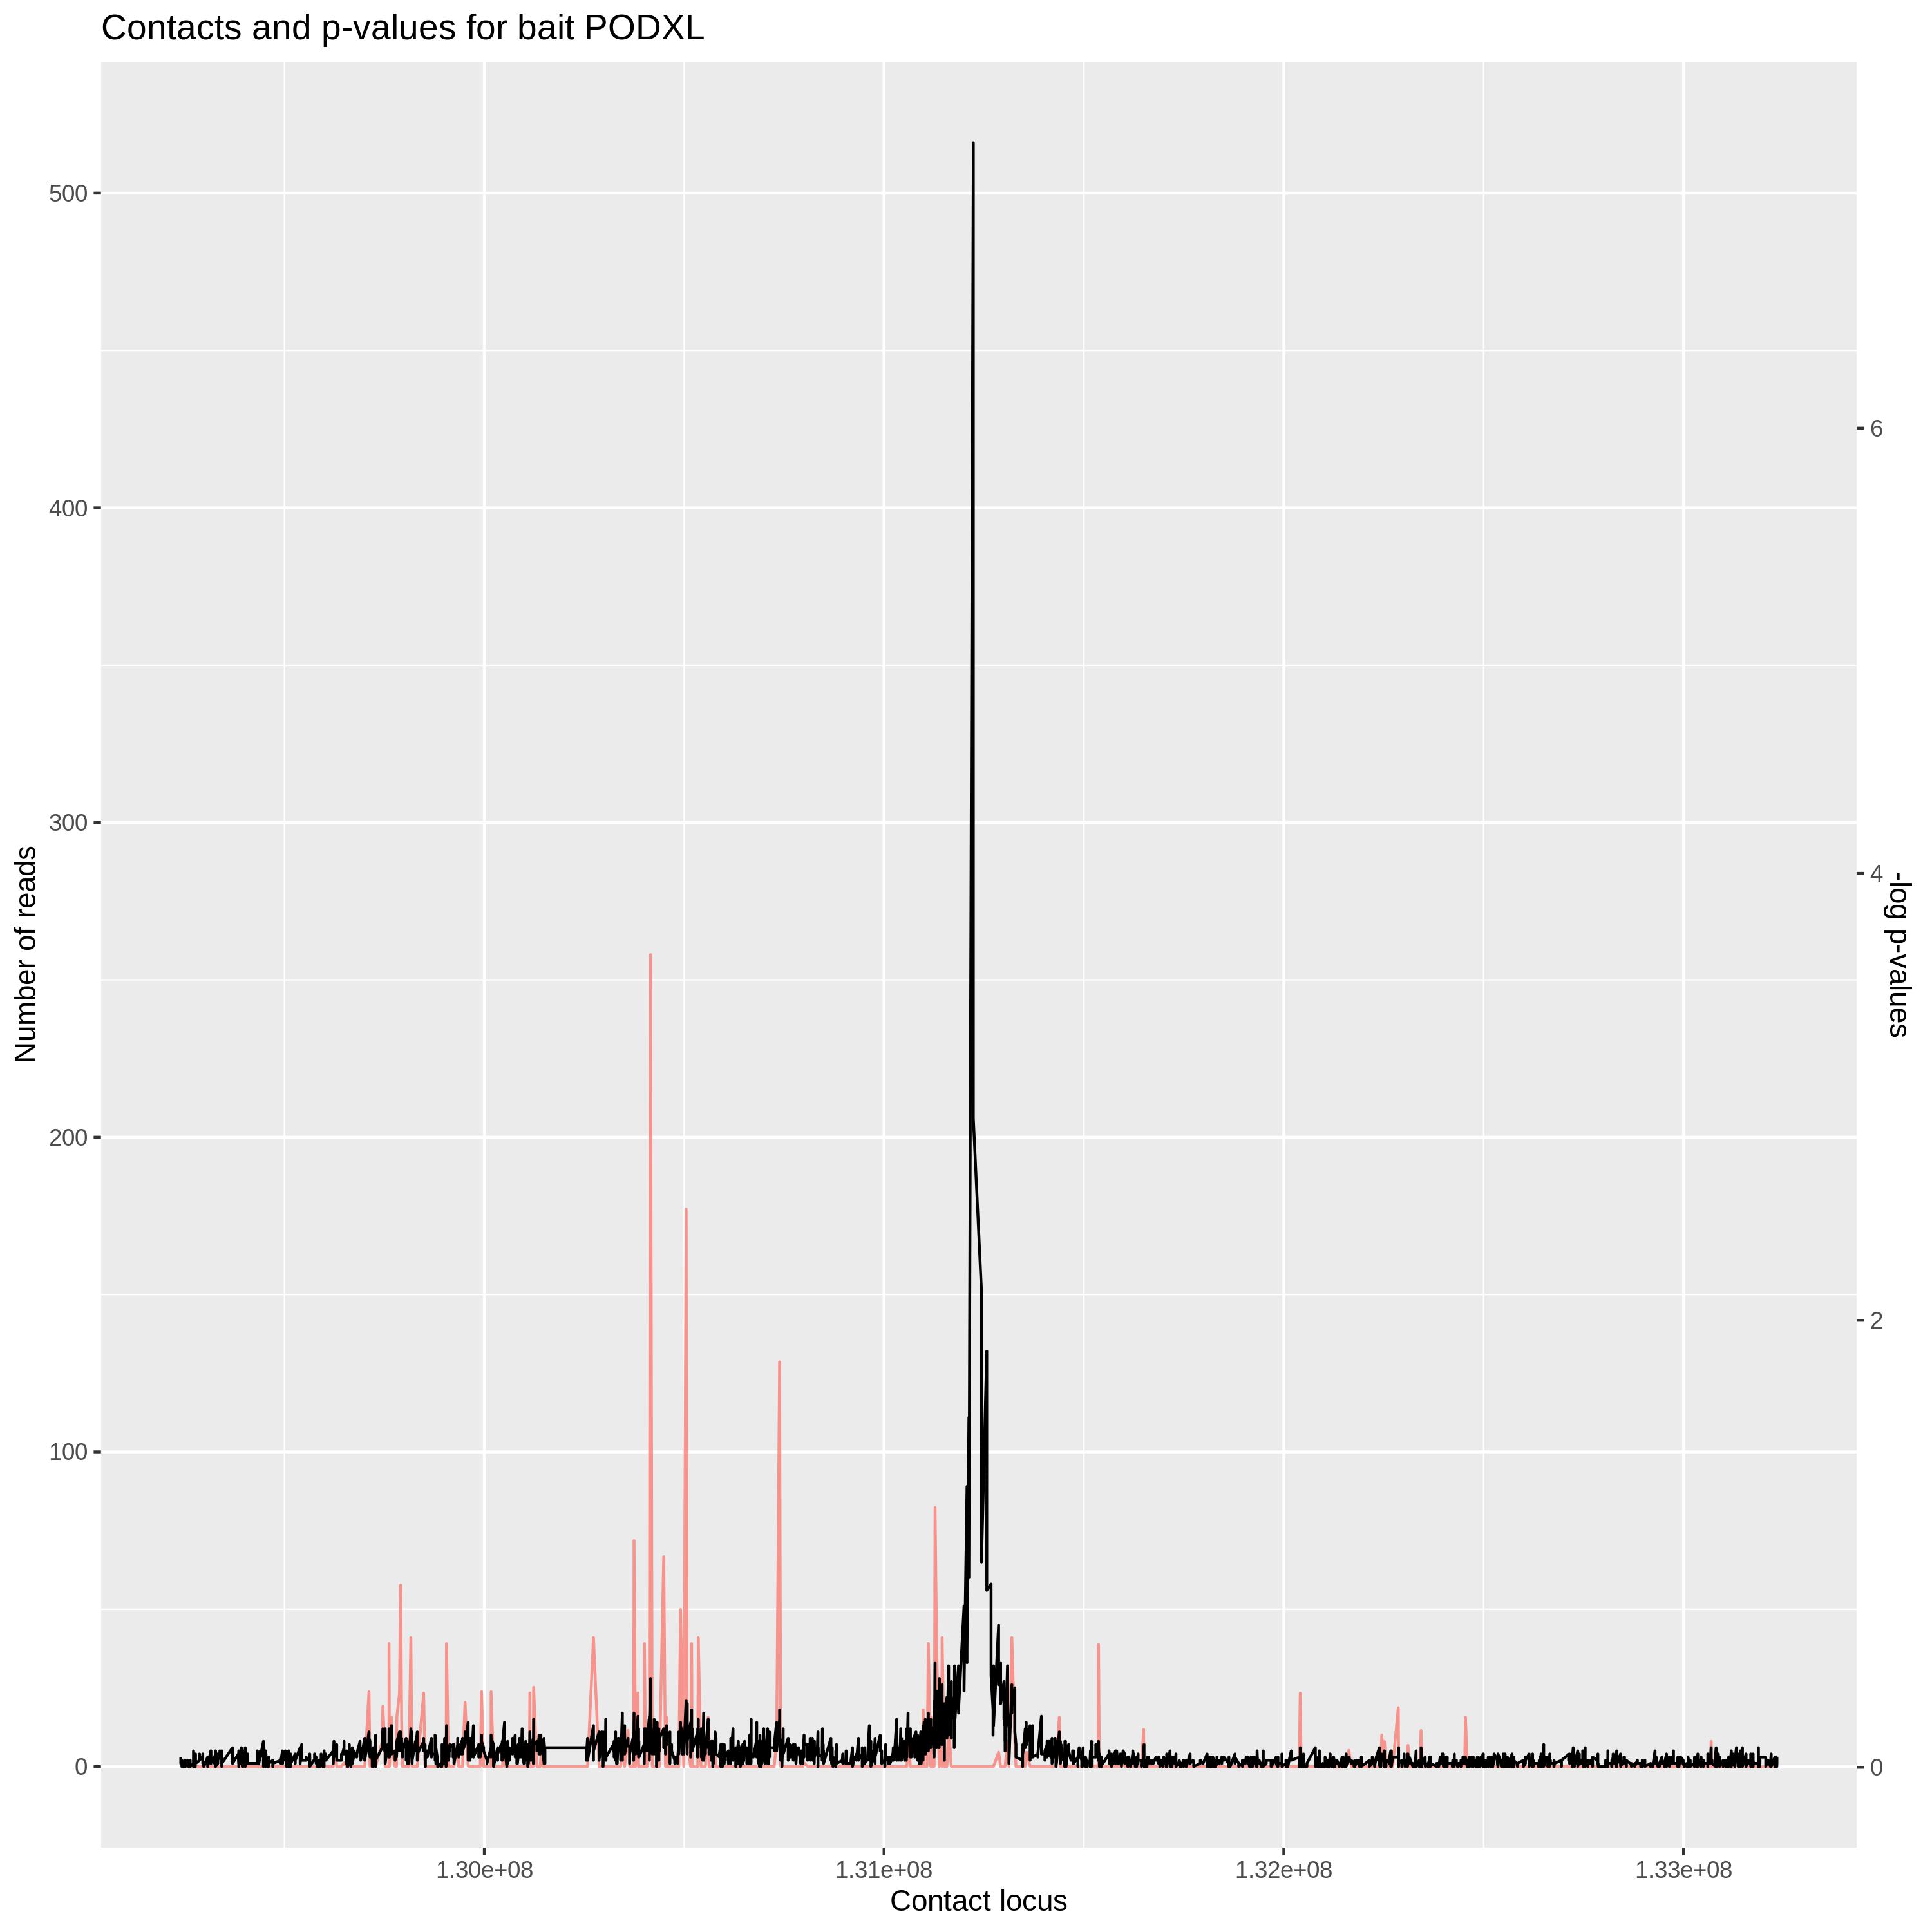 Contacts and p-values for bait PODXL
500
400
300
200
100
0
Number of reads
6
4
2
0
-log p-values
1.30e+08
1.31e+08
1.32e+08
1.33e+08
Contact locus